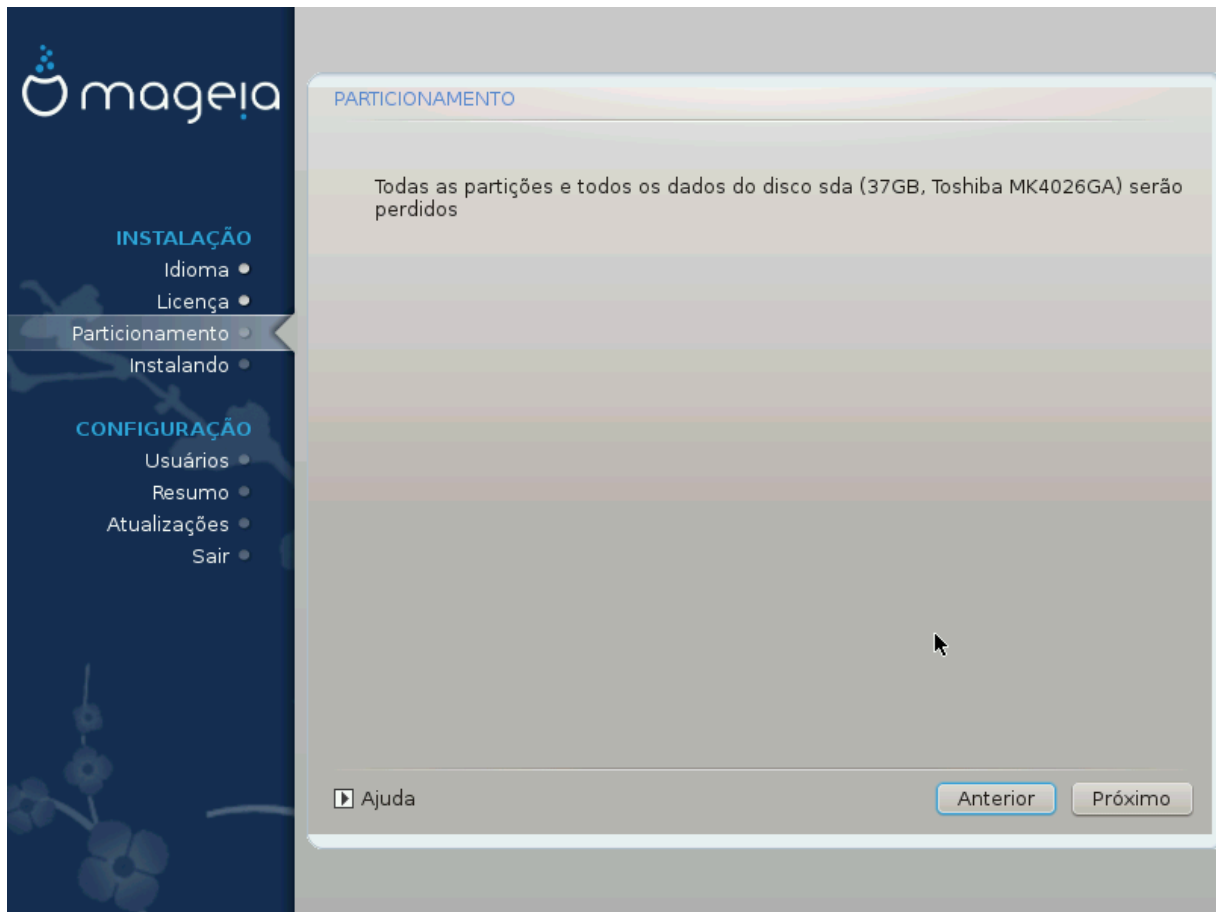 mageia
INSTALAÇÃO
Idioma
Licença
Particionamento
Instalando
CONFIGURAÇÃO
Usuários
Resumo
Atualizações
Sair
PARTICIONAMENTO
Todas as partições e todos os dados do disco sda (37GB, Toshiba MK4026GA) serão
perdidos
Ajuda
Anterior
Próximo